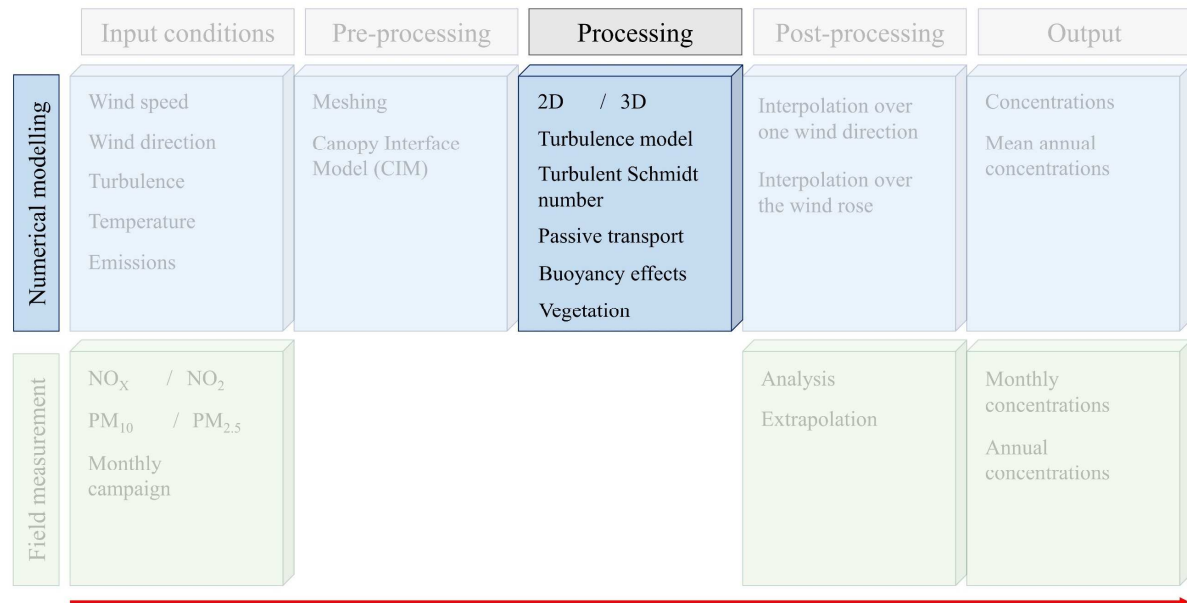 Input conditions
Pre-processing
Processing
Post-processing
Output
Numerical modelling
Wind speed
Wind direction
Turbulence
Temperature
Emissions
Meshing
Canopy Interface
Model (CIM)
2D / 3D
Turbulence model
Turbulent Schmidt
number
Passive transport
Buoyancy effects
Vegetation
Interpolation over
one wind direction
Interpolation over
the wind rose
Concentrations
Mean annual
concentrations
Field measurement
NOX / NO2
PM10 / PM2.5
Monthly
campaign
Analysis
Extrapolation
Monthly
concentrations
Annual
concentrations